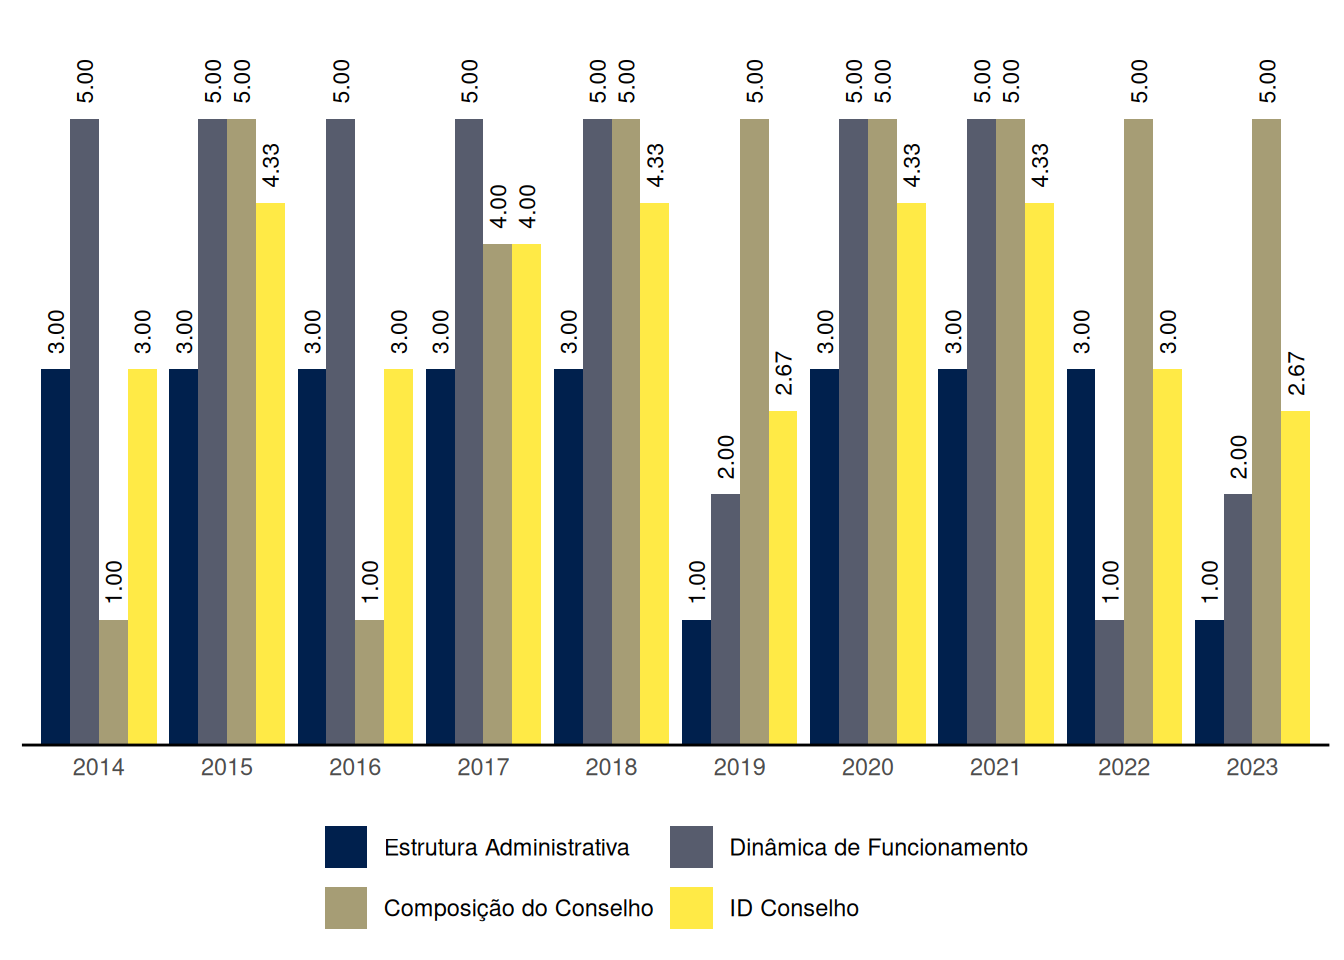 5.00 5.00 5.00 5.00 5.00 5.00 5.00 5.00 5.00 5.00 5.00 5.00 5.00 5.00
4.33 4.33 4.33 4.33
4.00 4.00
3.00 3.00 3.00 3.00 3.00 3.00 3.00 3.00 3.00 3.00 3.00
2.67 2.67
2.00 2.00
1.00 1.00 1.00 1.00 1.00
2014 2015 2016 2017 2018 2019 2020 2021 2022 2023
Estrutura Administrativa Dinâmica de Funcionamento
Composição do Conselho ID Conselho